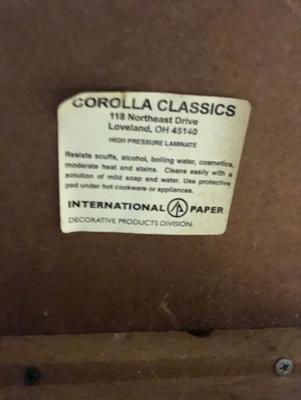 COROLLA CLASSICS
118 Northeast Drive
Loveland, OH 45140
HIGH PRESSURE LAMINATE
Resists scuffs, alcohol, boiling water, cosmetics,
moderate heat and stains. Cleans easily with a
solution of mild soap and water. Use protective
pad under hot cookware or appliances.
INTERNATIONAL PAPER
DECORATIVE PRODUCTS DIVISION